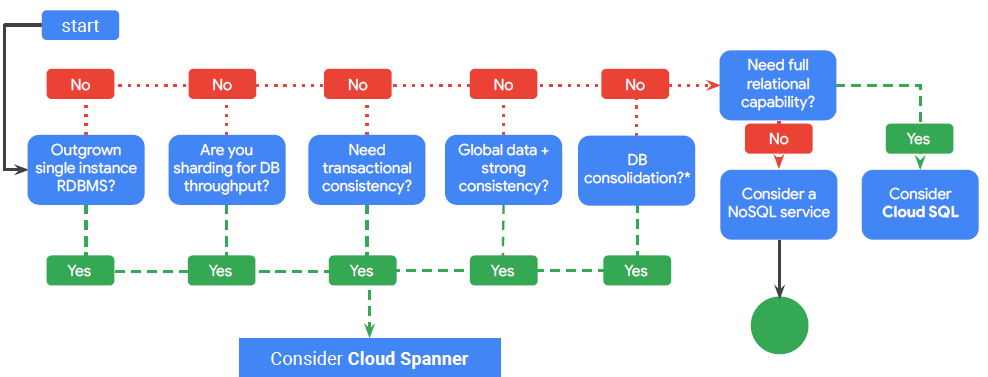 start
No
No
No
No
No
Need full
relational
capability?
No
Yes
Outgrown
single instance
RDBMS?
Are you
sharding for DB
throughput?
Need
transactional
consistency?
Global data +
strong
consistency?
DB
consolidation?*
Consider a
NoSQL service
Consider
Cloud SQL
Yes
Yes
Yes
Yes
Yes
Consider Cloud Spanner